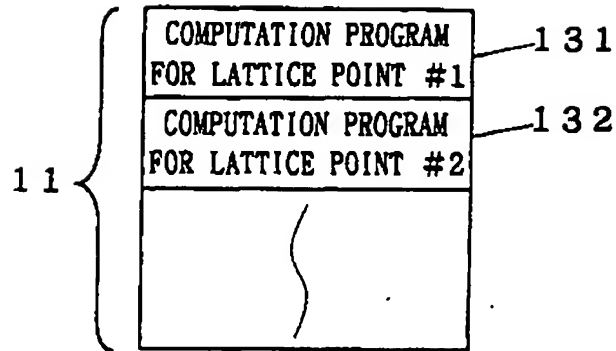 COMPUTATION PROGRAM
FOR LATTICE POINT #1
131
COMPUTATION PROGRAM
FOR LATTICE POINT #2
132
11